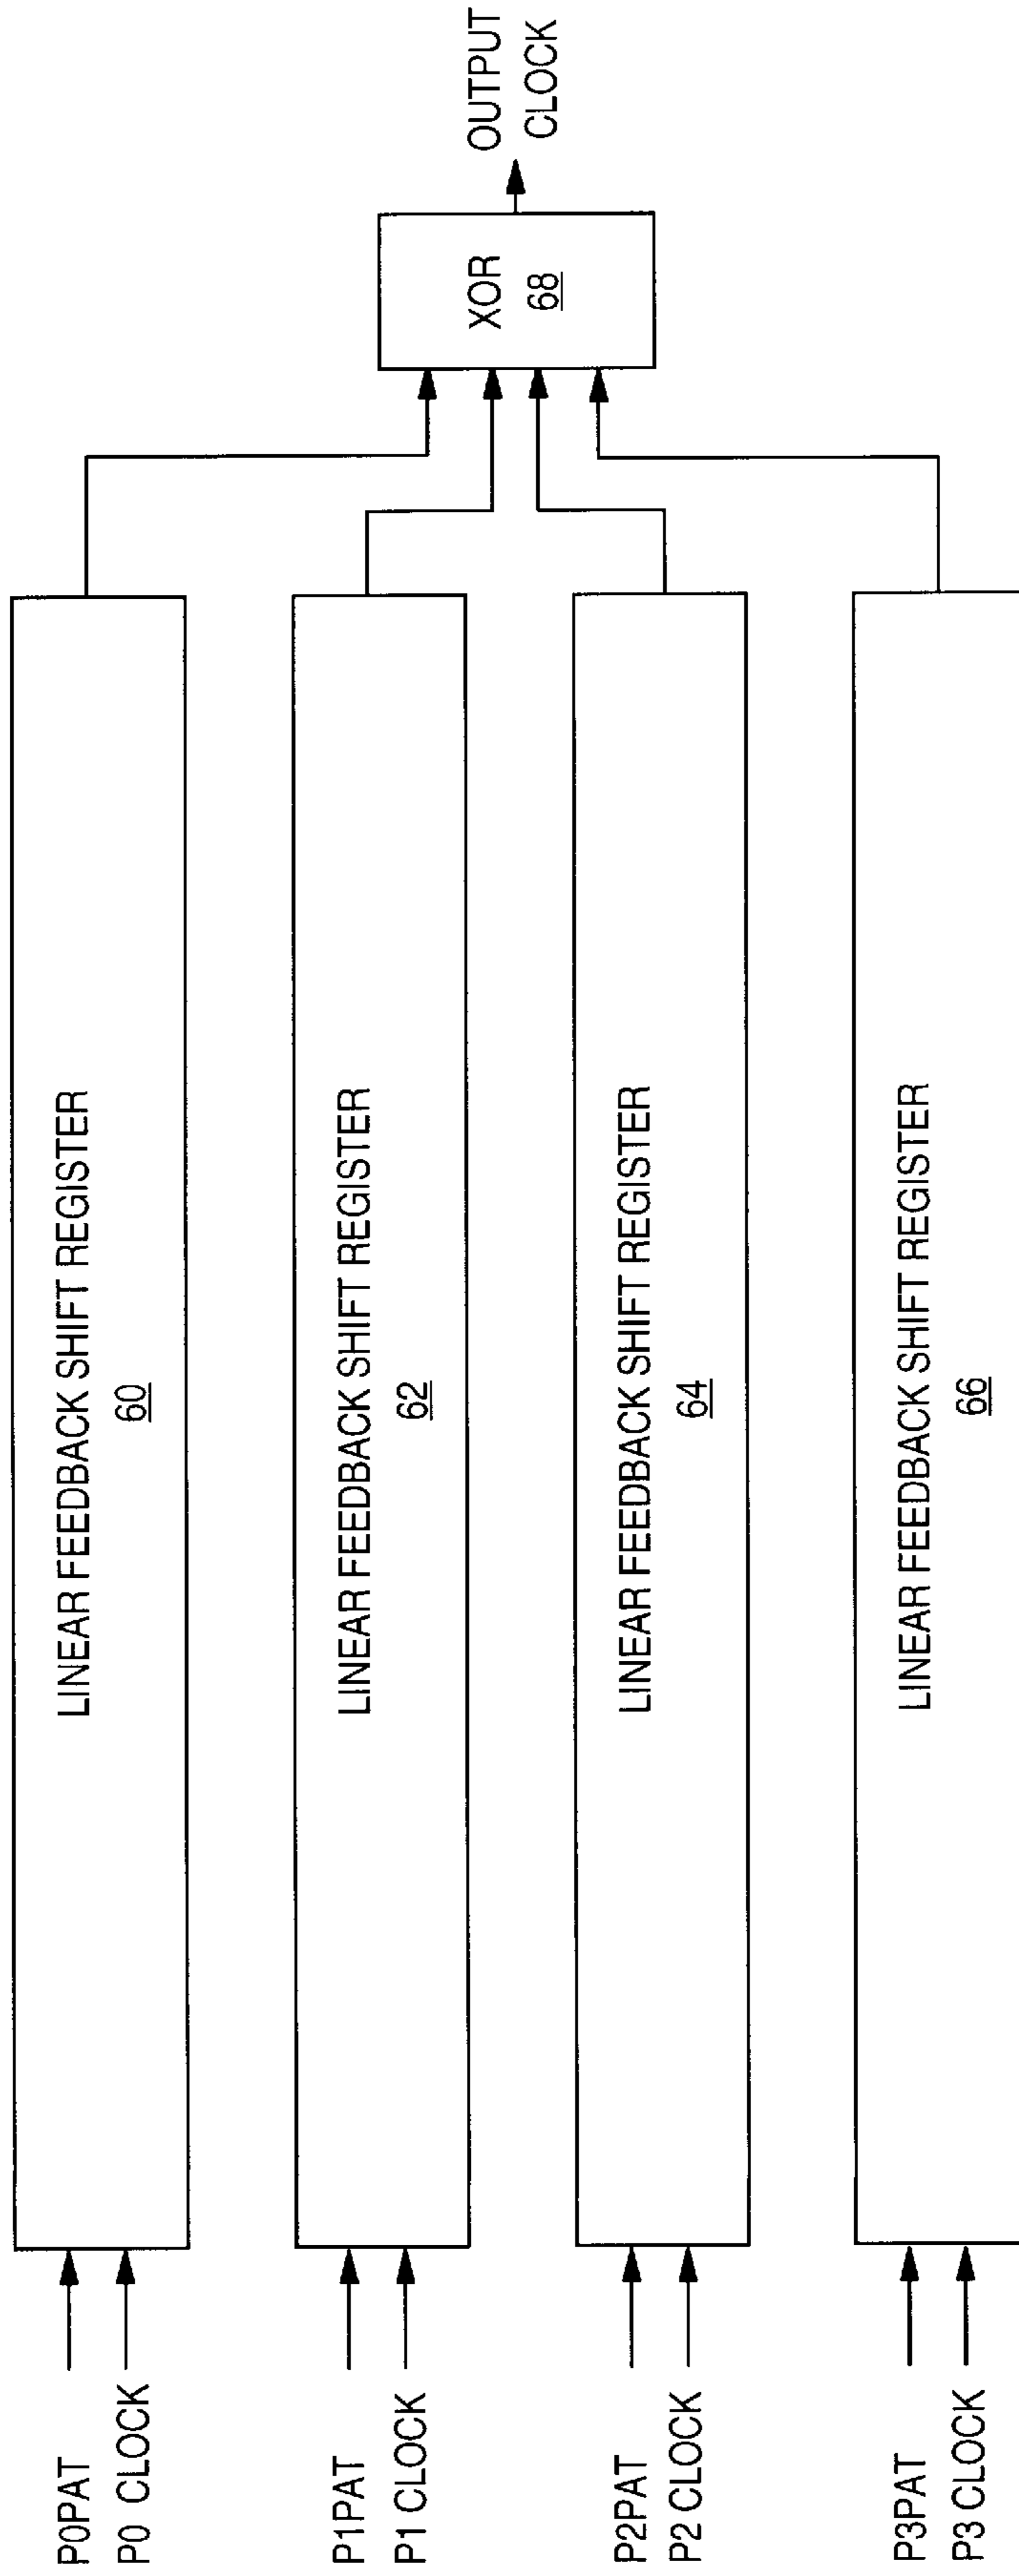 P0PAT
P0 CLOCK
LINEAR FEEDBACK SHIFT REGISTER
60
P1PAT
P1 CLOCK
LINEAR FEEDBACK SHIFT REGISTER
62
P2PAT
P2 CLOCK
LINEAR FEEDBACK SHIFT REGISTER
64
P3PAT
P3 CLOCK
LINEAR FEEDBACK SHIFT REGISTER
66
XOR
68
OUTPUT
CLOCK